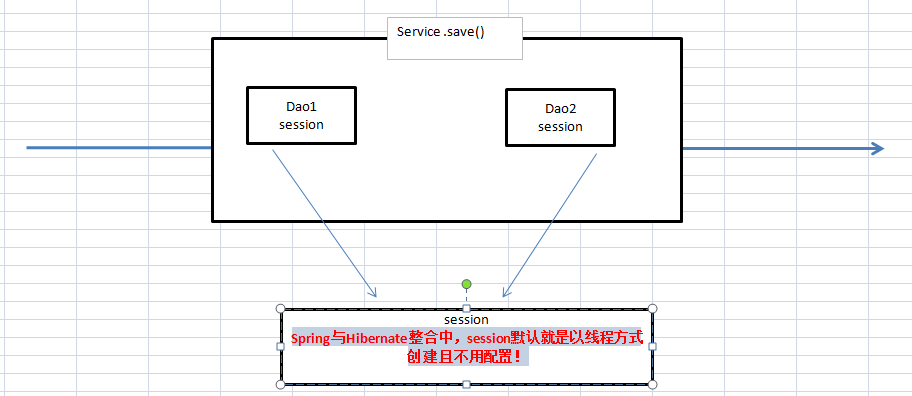 Service .save()
Dao1
session
Dao2
session
session
Spring与Hibernate整合中，session默认就是以线程方式
创建且不用配置！